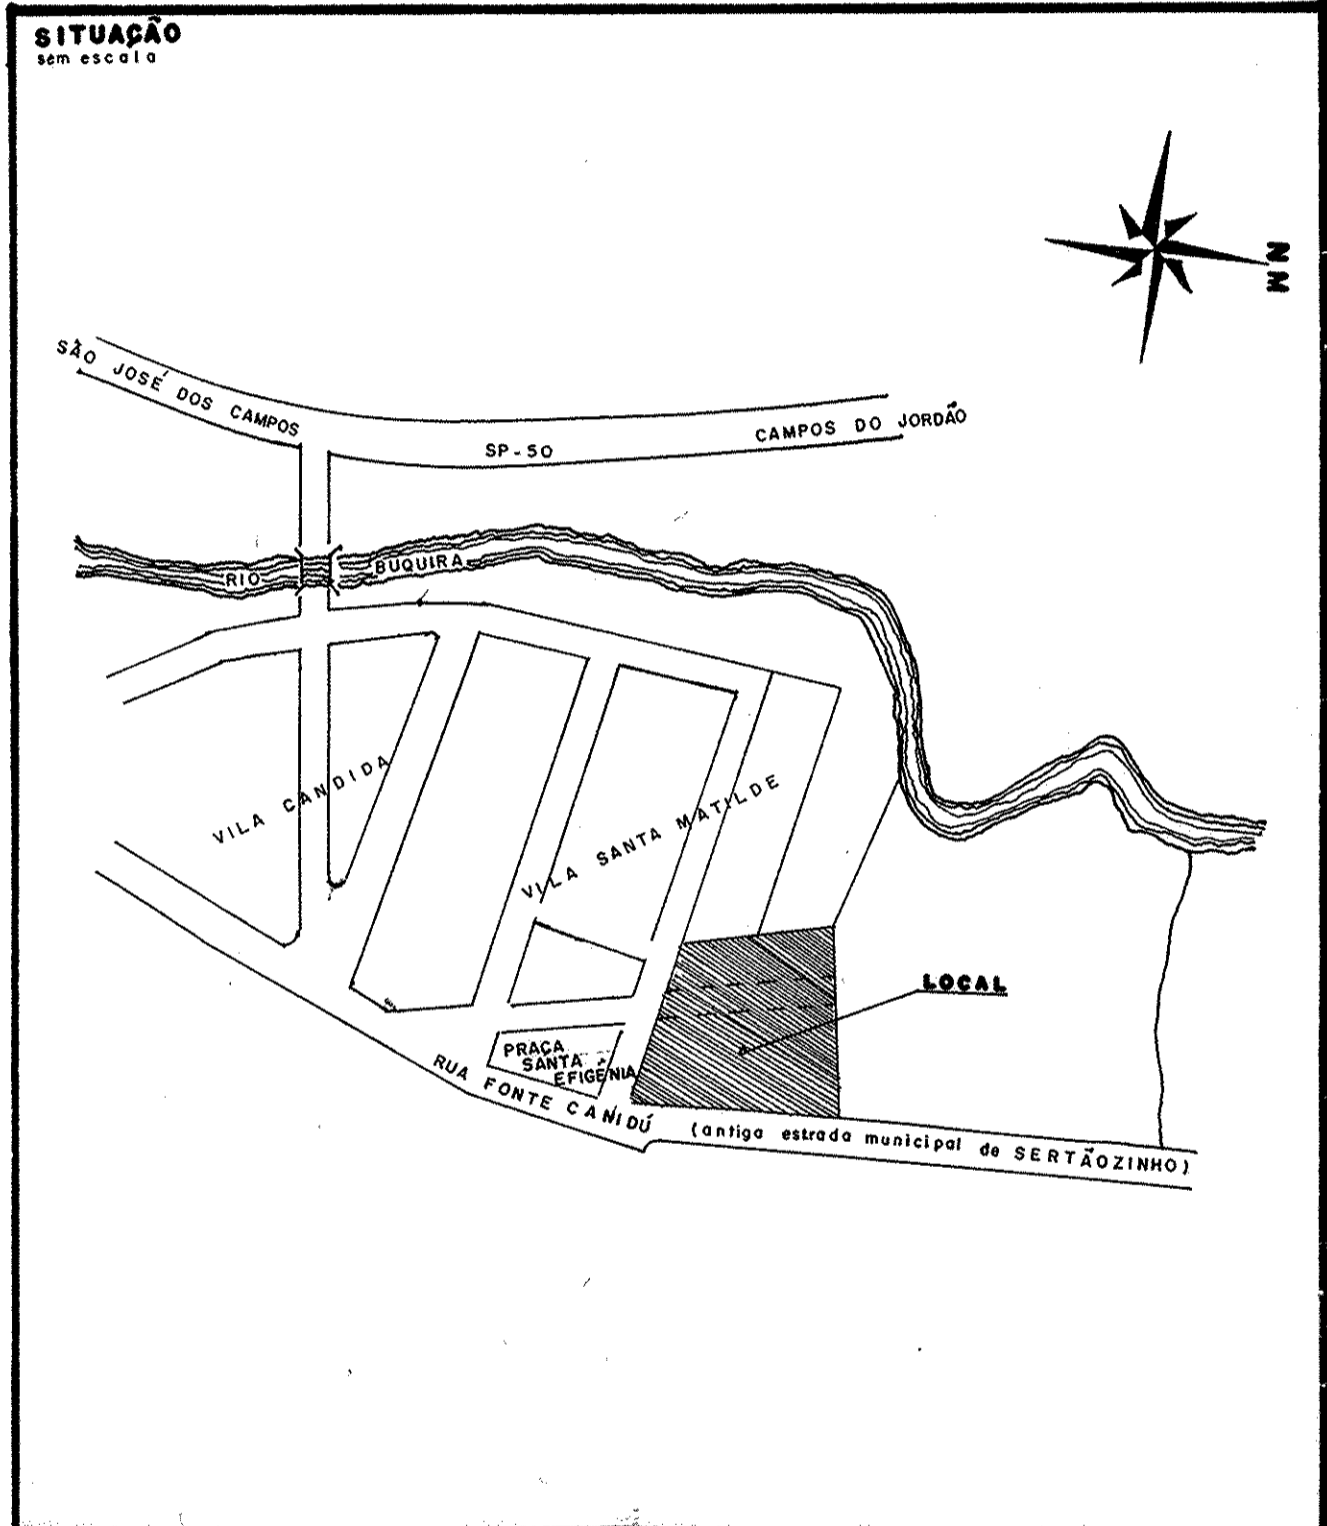 SITUAÇÃO
sem escala
NM
SÃO JOSÉ DOS CAMPOS
SP-50
CAMPOS DO JORDÃO
RIO BUQUIRA
VILA CANDIDA
VILA SANTA MATILDE
LOCAL
PRAÇA
SANTA
EFIGÊNIA
RUA FONTE CANIDÚ (antiga estrada municipal de SERTÃOZINHO)